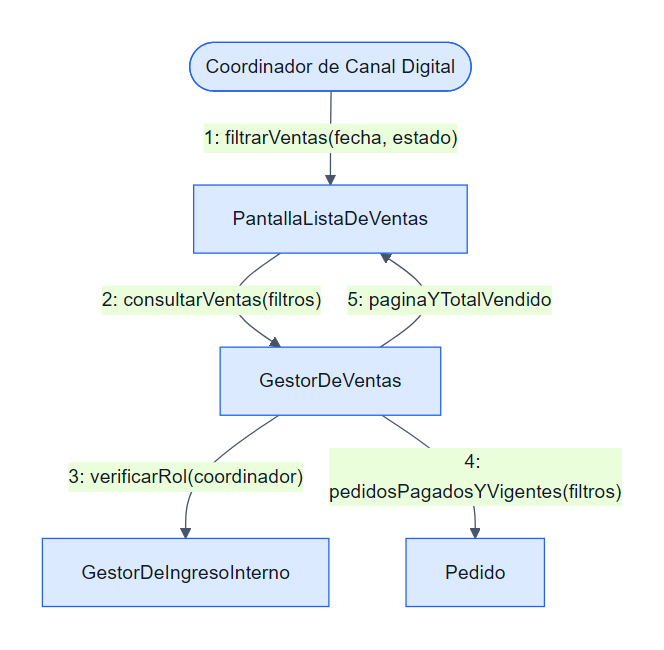 Coordinador de Canal Digital
1: filtrarVentas(fecha, estado)
PantallaListaDeVentas
2: consultarVentas(filtros)
5: paginaYTotalVendido
GestorDeVentas
3: verificarRol(coordinador)
4:
pedidosPagadosYVigentes(filtros)
GestorDeIngresoInterno
Pedido